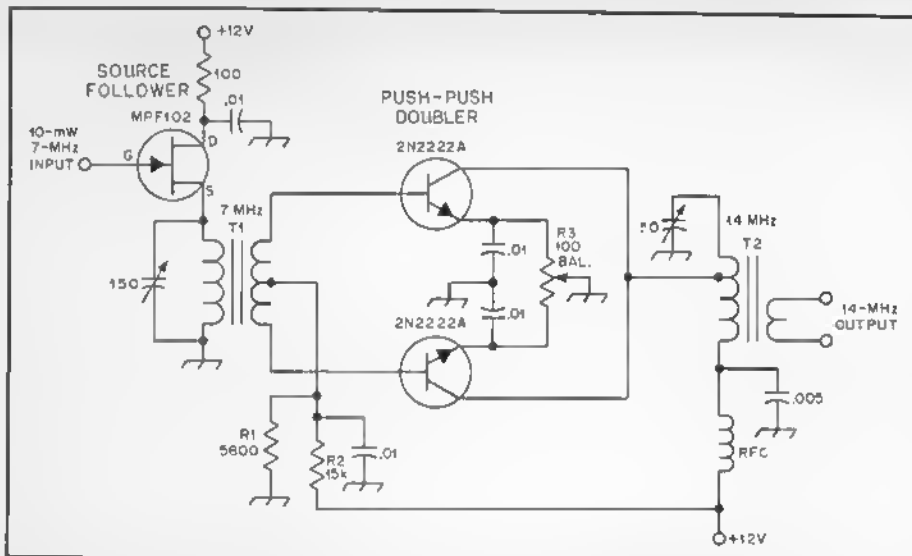 +12V
100
.01
SOURCE
FOLLOWER
MPF102
D
10-mW
7-MHz
INPUT
G
S
PUSH-PUSH
DOUBLER
2N2222A
7 MHz
T1
150
.01
R3
100
BAL.
.01
2N2222A
14 MHz
T2
14-MHz
OUTPUT
.005
RFC
R1
5600
R2
15k
.01
+12V